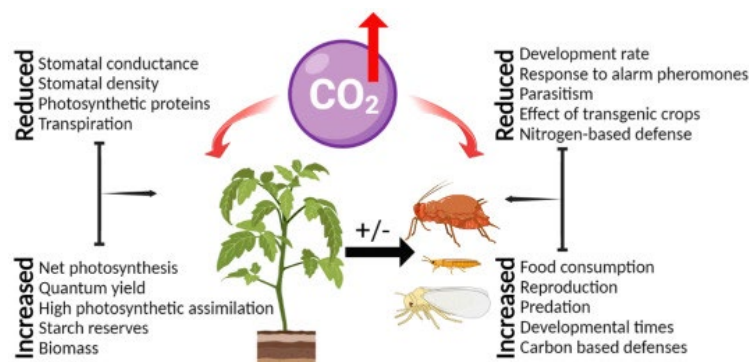 CO2
Reduced
Stomatal conductance
Stomatal density
Photosynthetic proteins
Transpiration
Increased
Net photosynthesis
Quantum yield
High photosynthetic assimilation
Starch reserves
Biomass
+/-
Reduced
Development rate
Response to alarm pheromones
Parasitism
Effect of transgenic crops
Nitrogen-based defense
Increased
Food consumption
Reproduction
Predation
Developmental times
Carbon based defenses